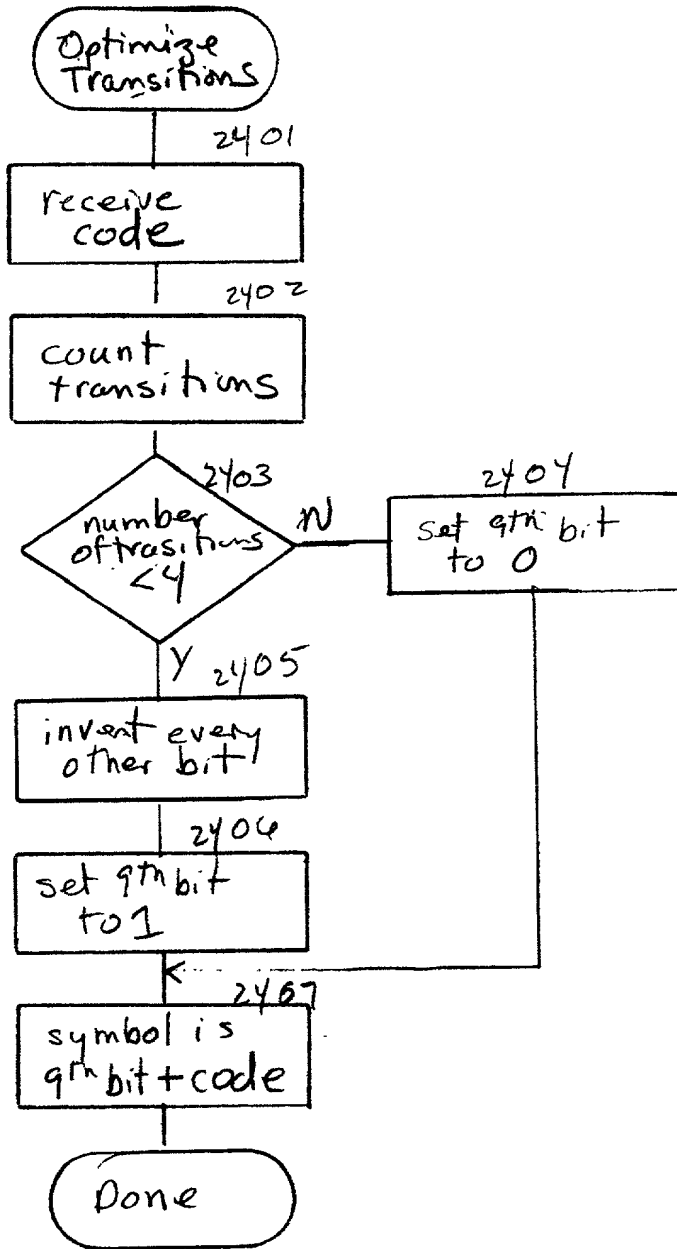 Optimize
Transitions
2401
receive
code
2402
count
transitions
2403
number
of trasitions
<4
N
2404
set 9th bit
to 0
Y
2405
invert every
other bit
2406
set 9th bit
to 1
2407
symbol is
9th bit + code
Done